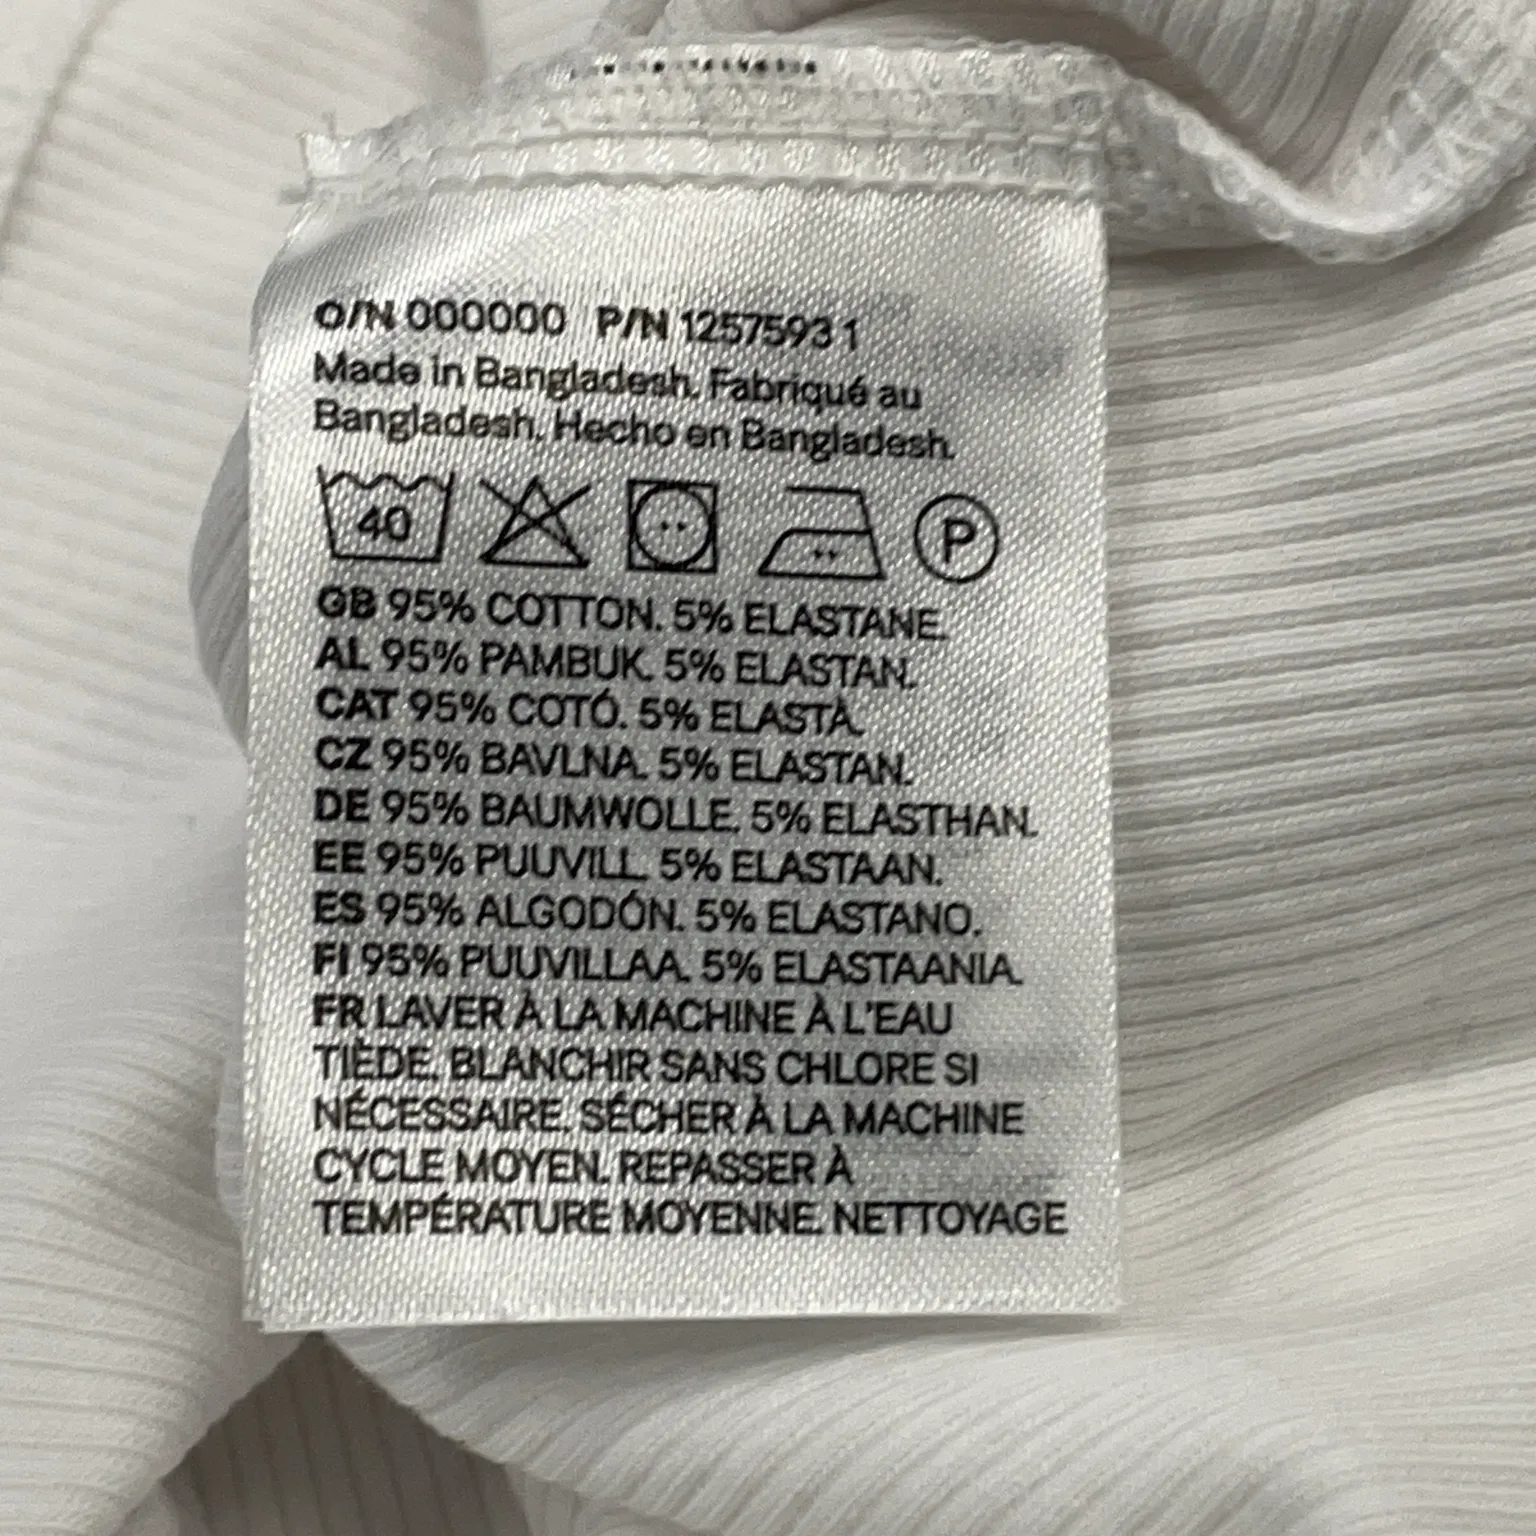 O/N 000000 P/N 1257593 1
Made in Bangladesh. Fabriqué au
Bangladesh. Hecho en Bangladesh.
40 P
GB 95% COTTON. 5% ELASTANE.
AL 95% PAMBUK. 5% ELASTAN.
CAT 95% COTÓ. 5% ELASTÀ.
CZ 95% BAVLNA. 5% ELASTAN.
DE 95% BAUMWOLLE. 5% ELASTHAN.
EE 95% PUUVILL. 5% ELASTAAN.
ES 95% ALGODÓN. 5% ELASTANO.
FI 95% PUUVILLAA. 5% ELASTAANIA.
FR LAVER À LA MACHINE À L'EAU
TIÈDE. BLANCHIR SANS CHLORE SI
NÉCESSAIRE. SÉCHER À LA MACHINE
CYCLE MOYEN. REPASSER À
TEMPÉRATURE MOYENNE. NETTOYAGE